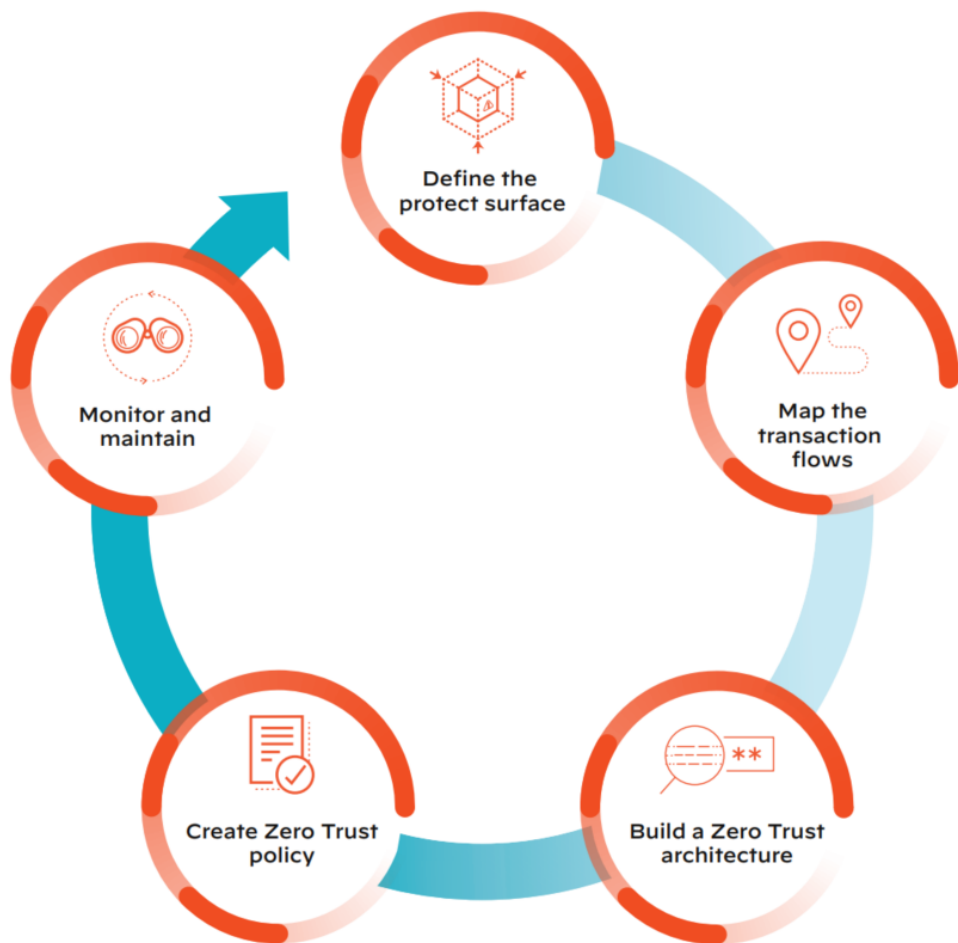 Define the
protect surface
Map the
transaction
flows
Build a Zero Trust
architecture
**
Create Zero Trust
policy
Monitor and
maintain